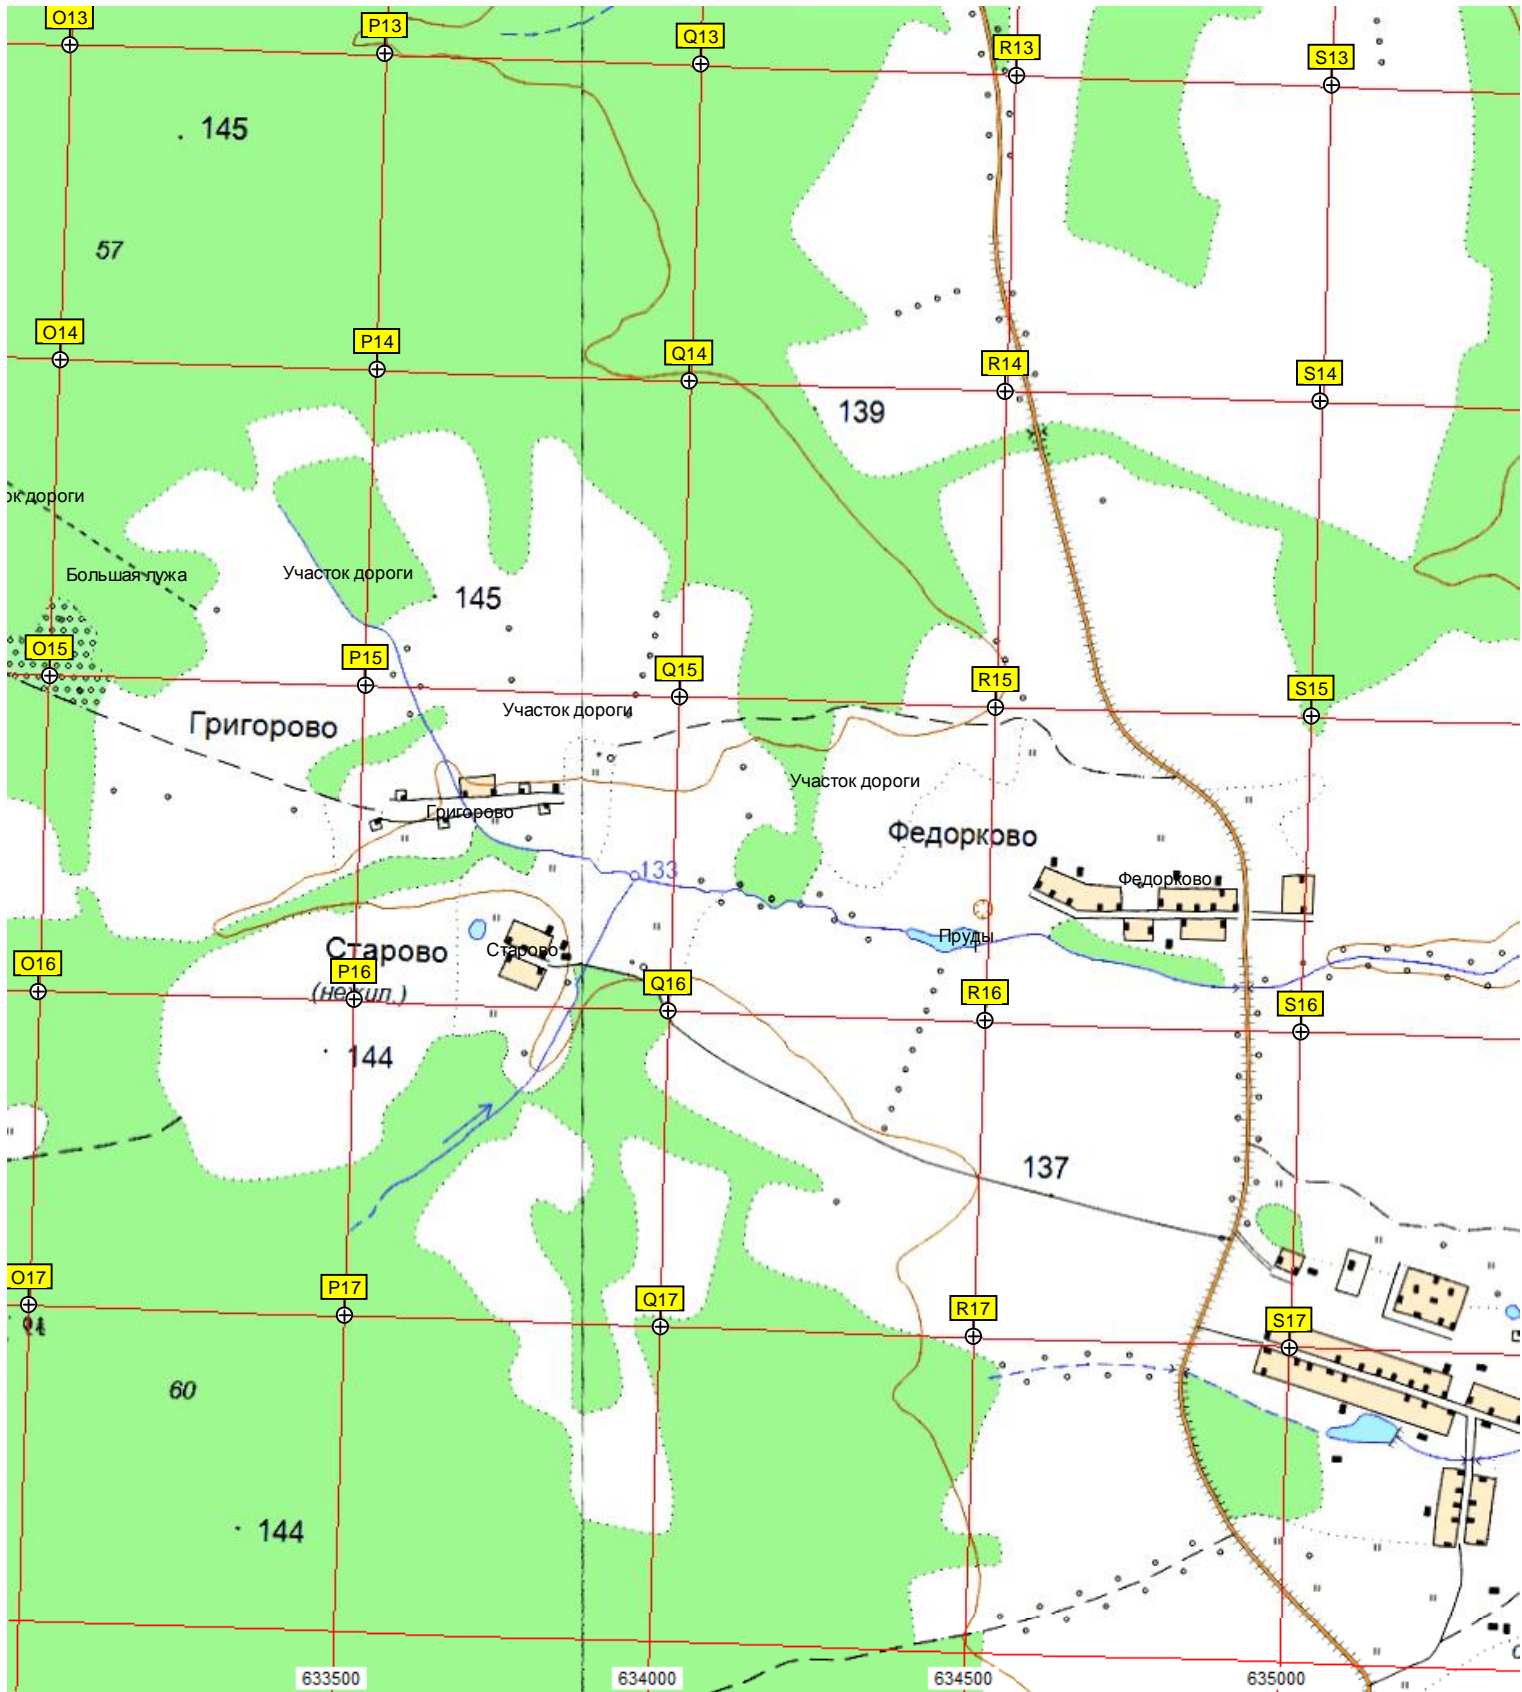 O13
P13
Q13
R13
S13
145
57
O14
P14
Q14
R14
S14
139
ок дороги
Большая лужа
Участок дороги
145
O15
P15
Q15
R15
S15
Григорово
Участок дороги
Участок дороги
Григорово
Федорково
133
Федорково
Старово
Старово
Пруды
O16
P16
Q16
R16
S16
(нежил.)
144
137
O17
P17
Q17
R17
S17
60
144
633500
634000
634500
635000